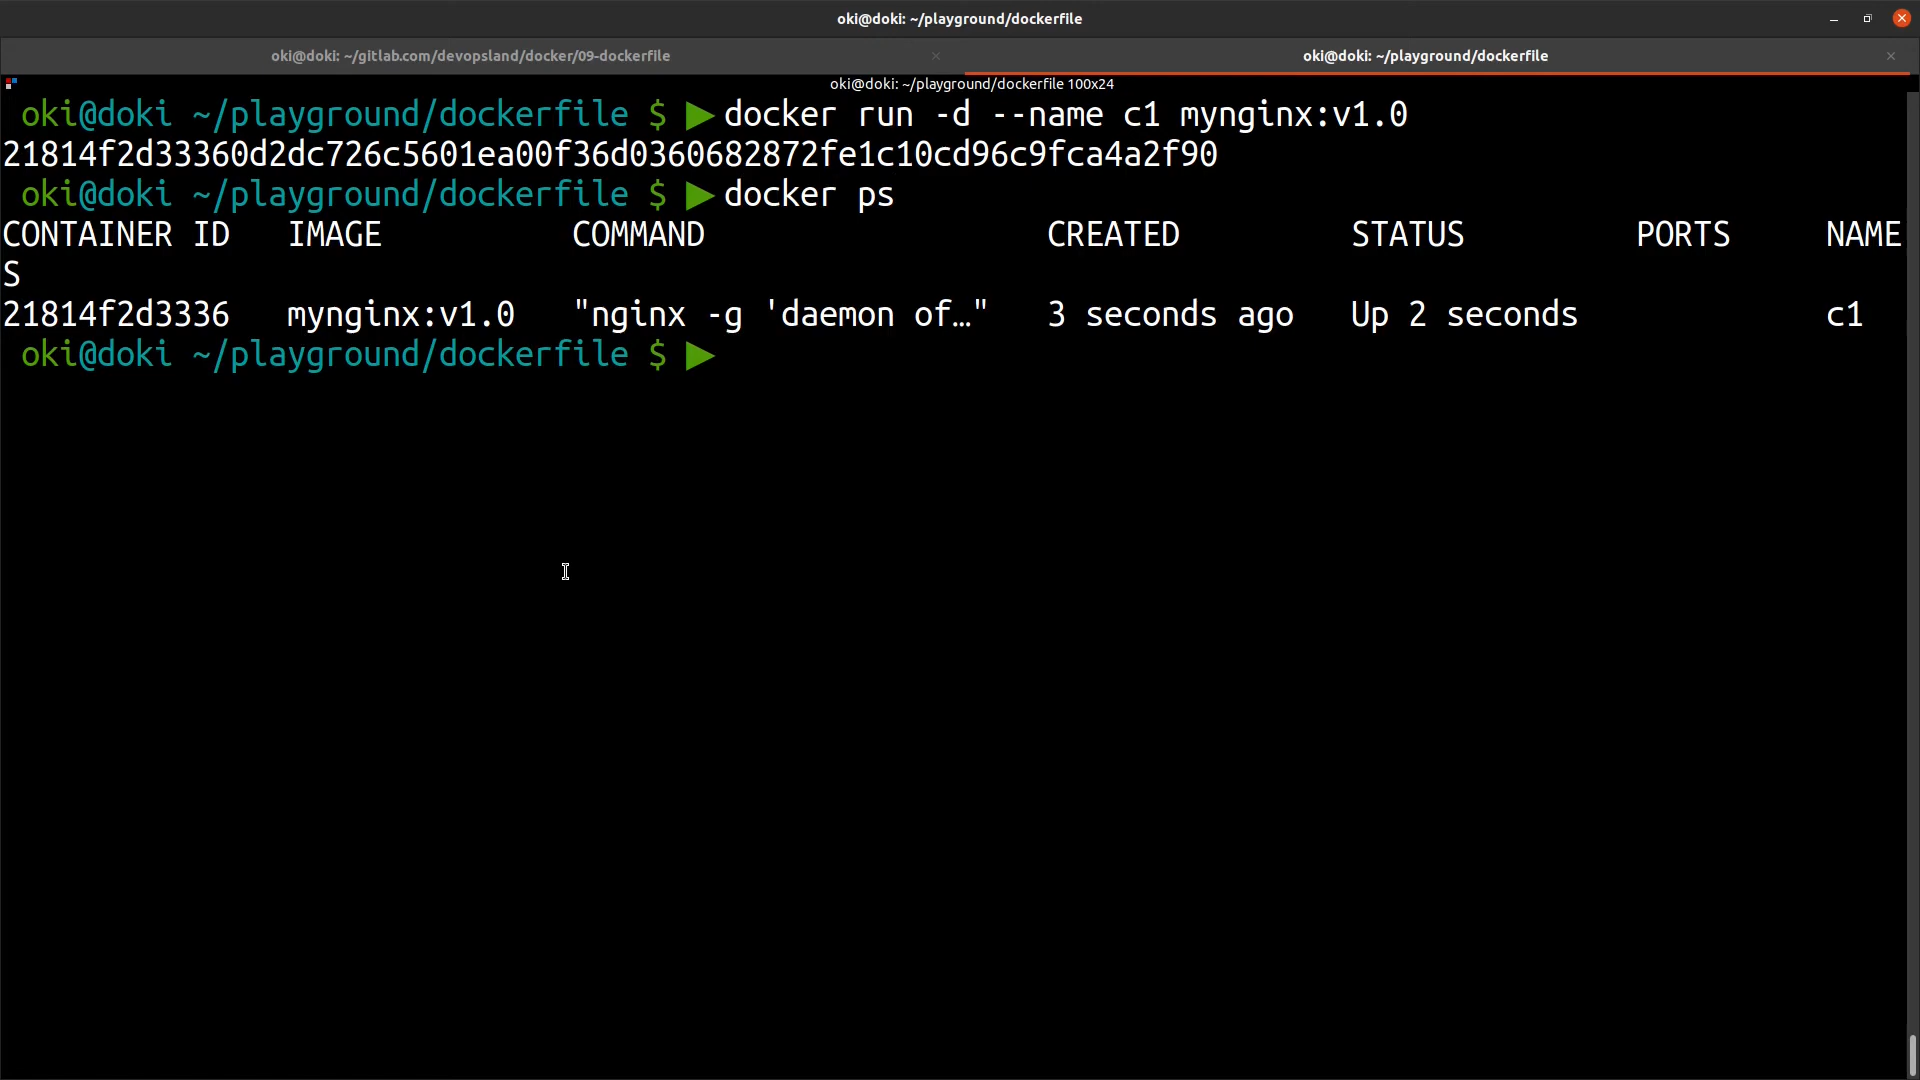 oki@doki: ~/playground/dockerfile
oki@doki: ~/gitlab.com/devopsland/docker/09-dockerfile ~
oki@doki: ~/playground/dockerfile
oki@doki: ~/playground/dockerfile 100x24
oki@doki ~/playground/dockerfile $ ▶docker run -d --name c1 mynginx:v1.0
21814f2d33360d2dc726c5601ea00f36d0360682872fe1c10cd96c9fca4a2f90
oki@doki ~/playground/dockerfile $ ▶docker ps
CONTAINER ID   IMAGE          COMMAND                  CREATED         STATUS         PORTS     NAME
S
21814f2d3336   mynginx:v1.0   "nginx -g 'daemon of…"   3 seconds ago   Up 2 seconds             c1
oki@doki ~/playground/dockerfile $ ▶